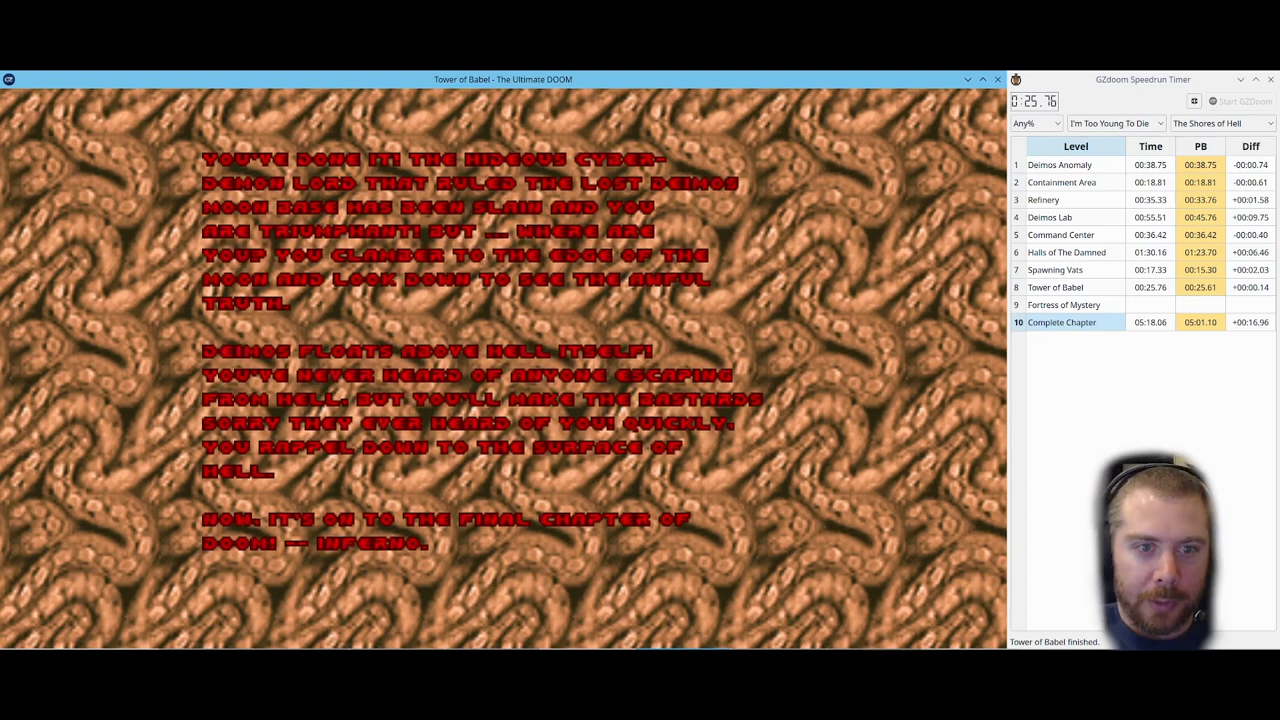 Tower of Babel - The Ultimate DOOM
YOU'VE DONE IT! THE HIDEOUS CYBER-
DEMON LORD THAT RULED THE LOST DEIMOS
MOON BASE HAS BEEN SLAIN AND YOU
ARE TRIUMPHANT! BUT ... WHERE ARE
YOU? YOU CLAMBER TO THE EDGE OF THE
MOON AND LOOK DOWN TO SEE THE AWFUL
TRUTH.
DEIMOS FLOATS ABOVE HELL ITSELF!
YOU'VE NEVER HEARD OF ANYONE ESCAPING
FROM HELL, BUT YOU'LL MAKE THE BASTARDS
SORRY THEY EVER HEARD OF YOU! QUICKLY,
YOU RAPPEL DOWN TO THE SURFACE OF
HELL.
NOW, IT'S ON TO THE FINAL CHAPTER OF
DOOM! -- INFERNO.
GZdoom Speedrun Timer
0:25.76 Start GZDoom
Any% I'm Too Young To Die The Shores of Hell
Level Time PB Diff
1 Deimos Anomaly 00:38.75 00:38.75 -00:00.74
2 Containment Area 00:18.81 00:18.81 -00:00.61
3 Refinery 00:35.33 00:33.76 +00:01.58
4 Deimos Lab 00:55.51 00:45.76 +00:09.75
5 Command Center 00:36.42 00:36.42 -00:00.40
6 Halls of The Damned 01:30.16 01:23.70 +00:06.46
7 Spawning Vats 00:17.33 00:15.30 +00:02.03
8 Tower of Babel 00:25.76 00:25.61 +00:00.14
9 Fortress of Mystery
10 Complete Chapter 05:18.06 05:01.10 +00:16.96
Tower of Babel finished.